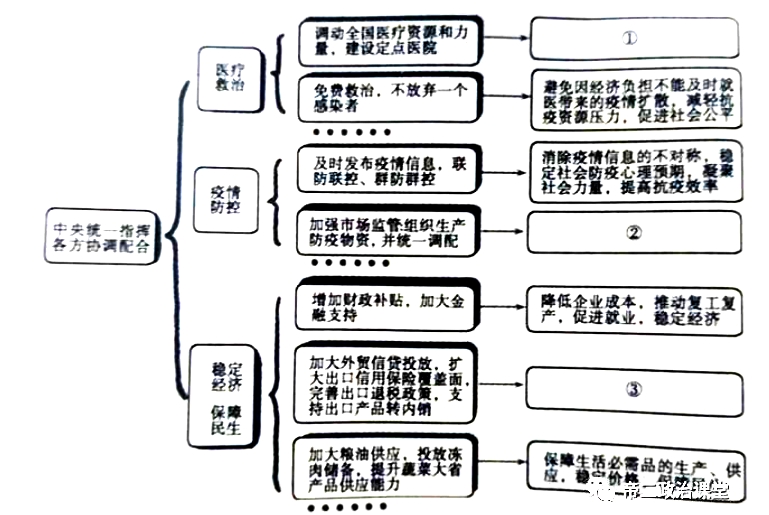 中央统一指挥
各方协调配合
医疗
救治
调动全国医疗资源和力
量，建设定点医院
①
免费救治，不放弃一个
感染者
避免因经济负担不能及时就
医带来的疫情扩散，减轻抗
疫资源压力，促进社会公平
••••••
疫情
防控
及时发布疫情信息，联
防联控、群防群控
消除疫情信息的不对称，稳
定社会防疫心理预期，凝聚
社会力量，提高抗疫效率
加强市场监管组织生产
防疫物资，并统一调配
②
••••••
稳定
经济
保障
民生
增加财政补贴，加大金
融支持
降低企业成本，推动复工复
产，促进就业，稳定经济
加大外贸信贷投放，扩
大出口信用保险覆盖面，
完善出口退税政策，支
持出口产品转内销
③
加大粮油供应，投放冻
肉储备，提升蔬菜大省
产品供应能力
保障生活必需品的生产、供
应，稳定价格，保障
••••••
第二政治课堂